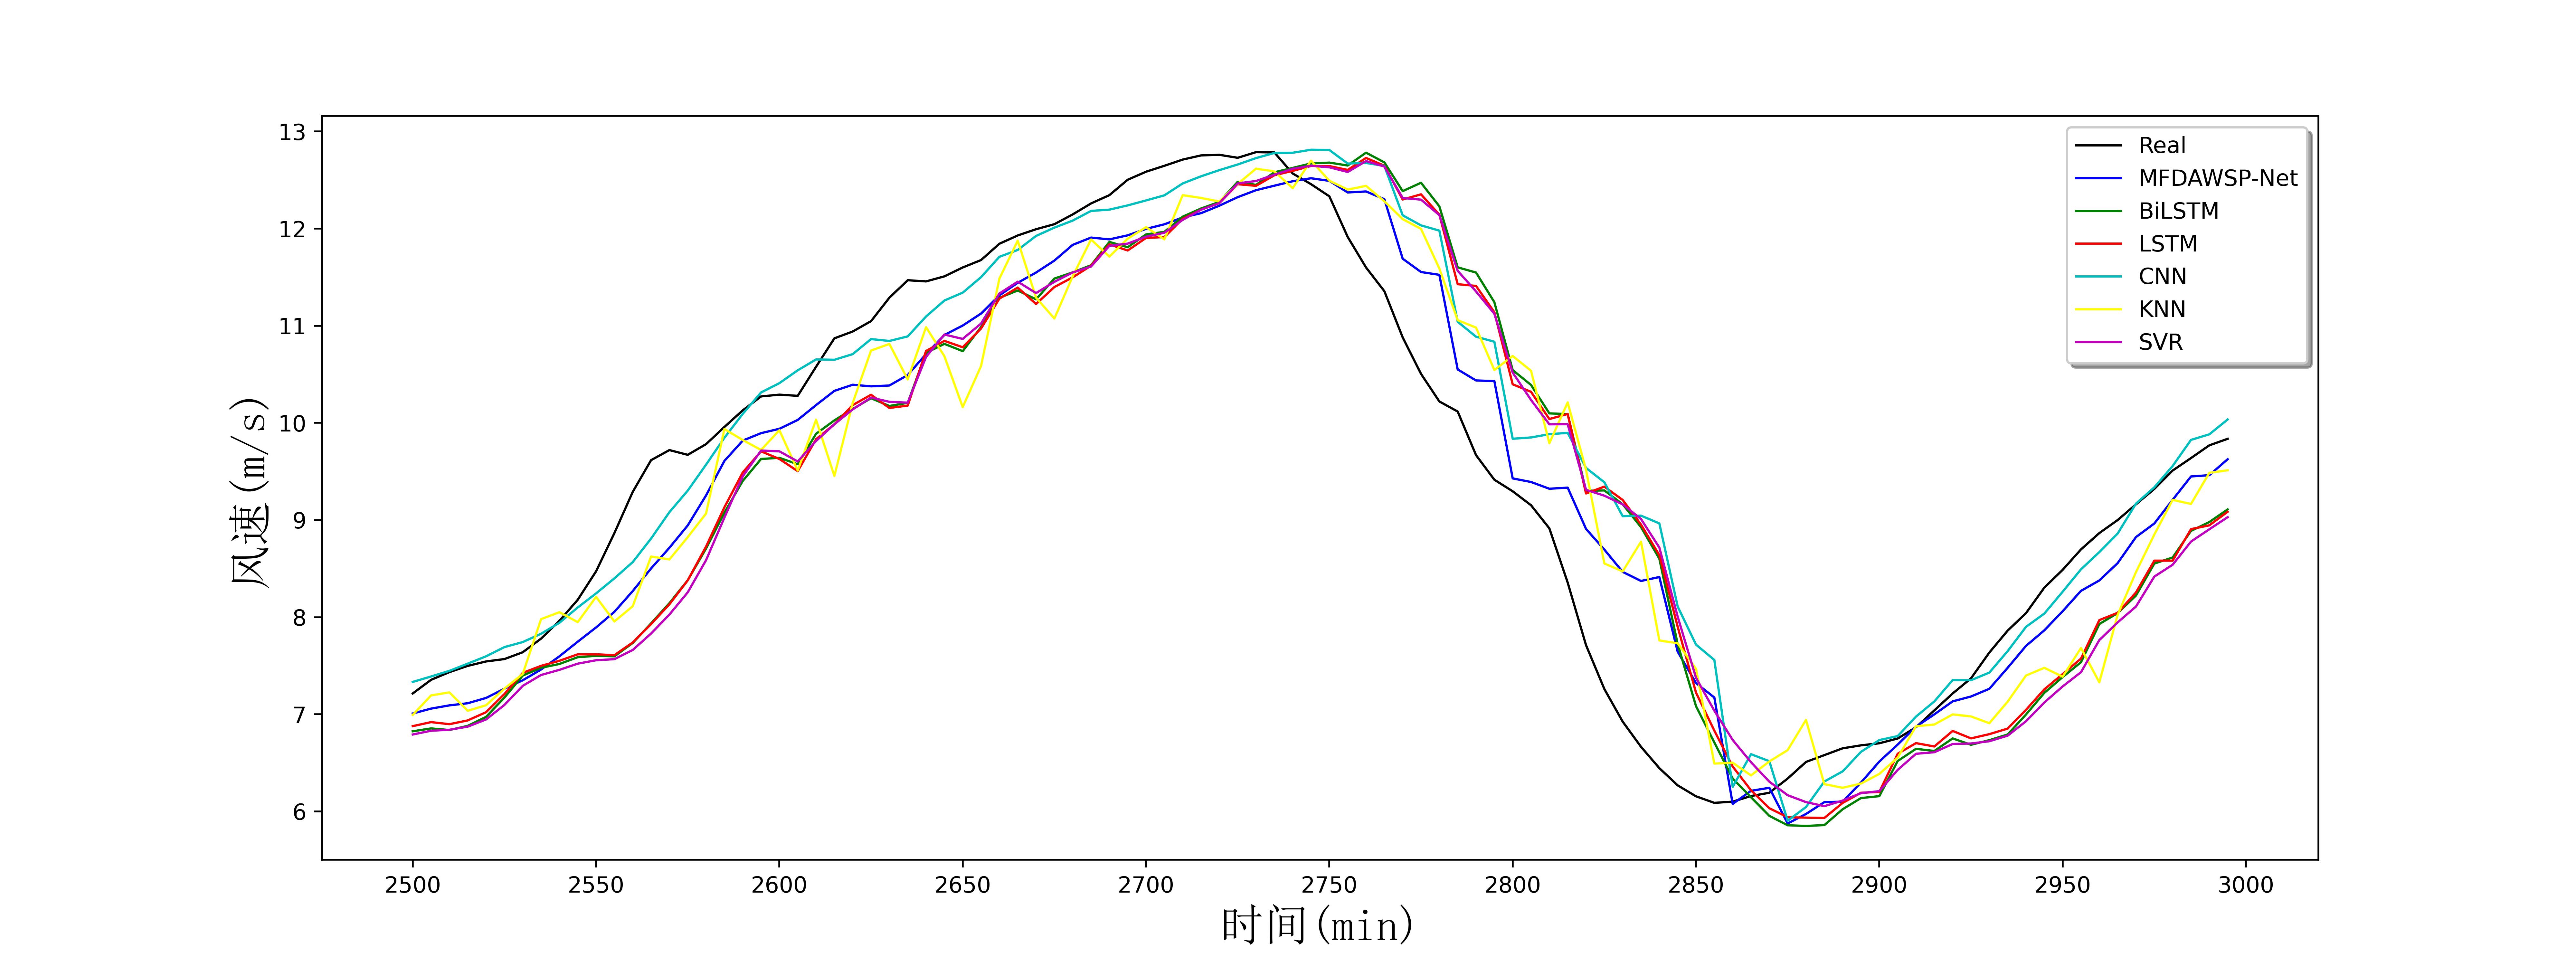 13
12
11
10
9
8
7
6
风速(m/s)
2500 2550 2600 2650 2700 2750 2800 2850 2900 2950 3000
时间(min)
Real
MFDAWSP-Net
BiLSTM
LSTM
CNN
KNN
SVR